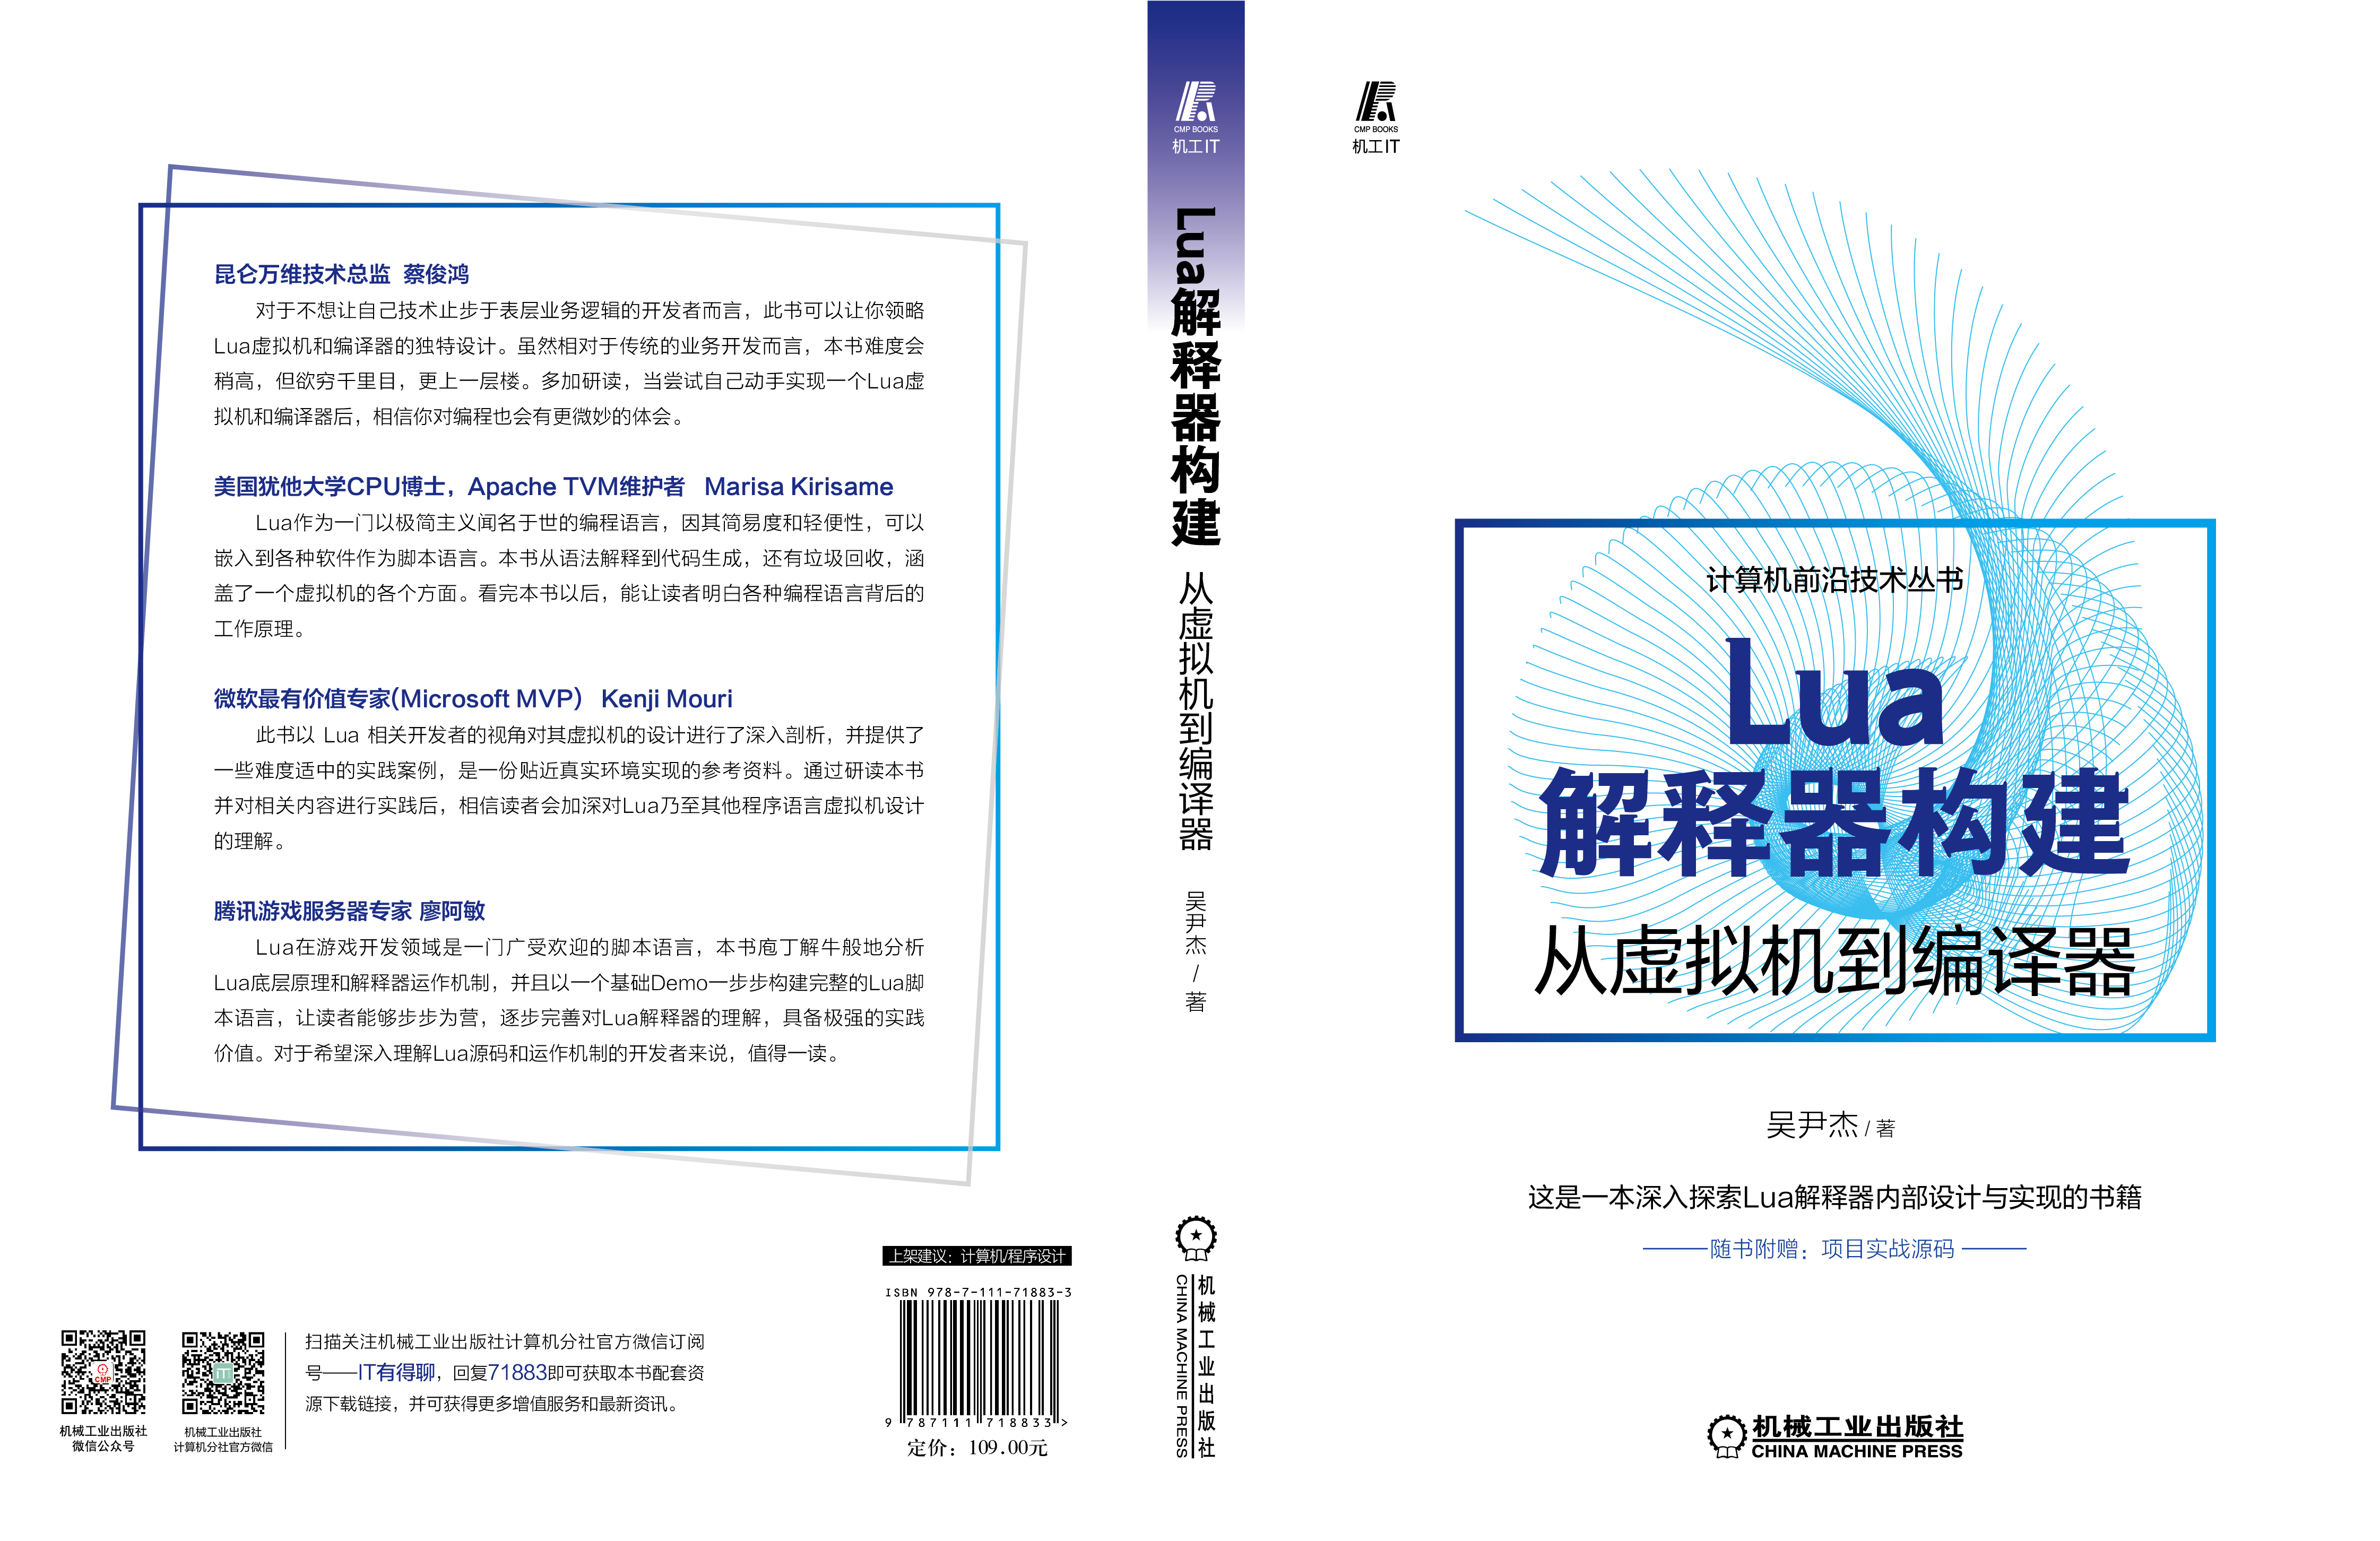 昆仑万维技术总监 蔡俊鸿
对于不想让自己技术止步于表层业务逻辑的开发者而言，此书可以让你领略
Lua虚拟机和编译器的独特设计。虽然相对于传统的业务开发而言，本书难度会
稍高，但欲穷千里目，更上一层楼。多加研读，当尝试自己动手实现一个Lua虚
拟机和编译器后，相信你对编程也会有更微妙的体会。
美国犹他大学CPU博士，Apache TVM维护者 Marisa Kirisame
Lua作为一门以极简主义闻名于世的编程语言，因其简易度和轻便性，可以
嵌入到各种软件作为脚本语言。本书从语法解释到代码生成，还有垃圾回收，涵
盖了一个虚拟机的各个方面。看完本书以后，能让读者明白各种编程语言背后的
工作原理。
微软最有价值专家(Microsoft MVP) Kenji Mouri
此书以 Lua 相关开发者的视角对其虚拟机的设计进行了深入剖析，并提供了
一些难度适中的实践案例，是一份贴近真实环境实现的参考资料。通过研读本书
并对相关内容进行实践后，相信读者会加深对Lua乃至其他程序语言虚拟机设计
的理解。
腾讯游戏服务器专家 廖阿敏
Lua在游戏开发领域是一门广受欢迎的脚本语言，本书庖丁解牛般地分析
Lua底层原理和解释器运作机制，并且以一个基础Demo一步步构建完整的Lua脚
本语言，让读者能够步步为营，逐步完善对Lua解释器的理解，具备极强的实践
价值。对于希望深入理解Lua源码和运作机制的开发者来说，值得一读。
CMP
机械工业出版社
微信公众号
IT
机械工业出版社
计算机分社官方微信
扫描关注机械工业出版社计算机分社官方微信订阅
号——IT有得聊，回复71883即可获取本书配套资
源下载链接，并可获得更多增值服务和最新资讯。
上架建议：计算机/程序设计
ISBN 978-7-111-71883-3
9 787111 718833 >
定价：109.00元
CMP BOOKS
机工IT
Lua解释器构建 从虚拟机到编译器
吴尹杰 / 著
机械工业出版社
CHINA MACHINE PRESS
CMP BOOKS
机工IT
计算机前沿技术丛书
Lua
解释器构建
从虚拟机到编译器
吴尹杰 / 著
这是一本深入探索Lua解释器内部设计与实现的书籍
——随书附赠：项目实战源码——
机械工业出版社
CHINA MACHINE PRESS